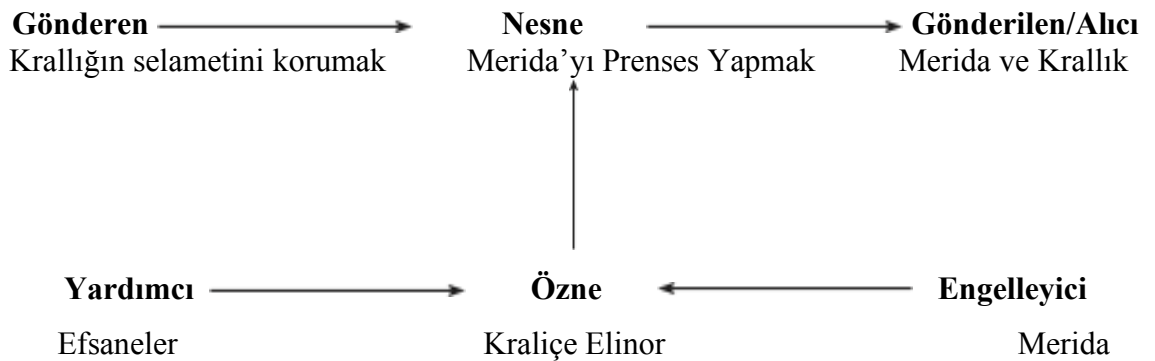 Gönderen Nesne Gönderilen/Alıcı
Krallığın selametini korumak Merida’yı Prenses Yapmak Merida ve Krallık
Yardımcı Özne Engelleyici
Efsaneler Kraliçe Elinor Merida